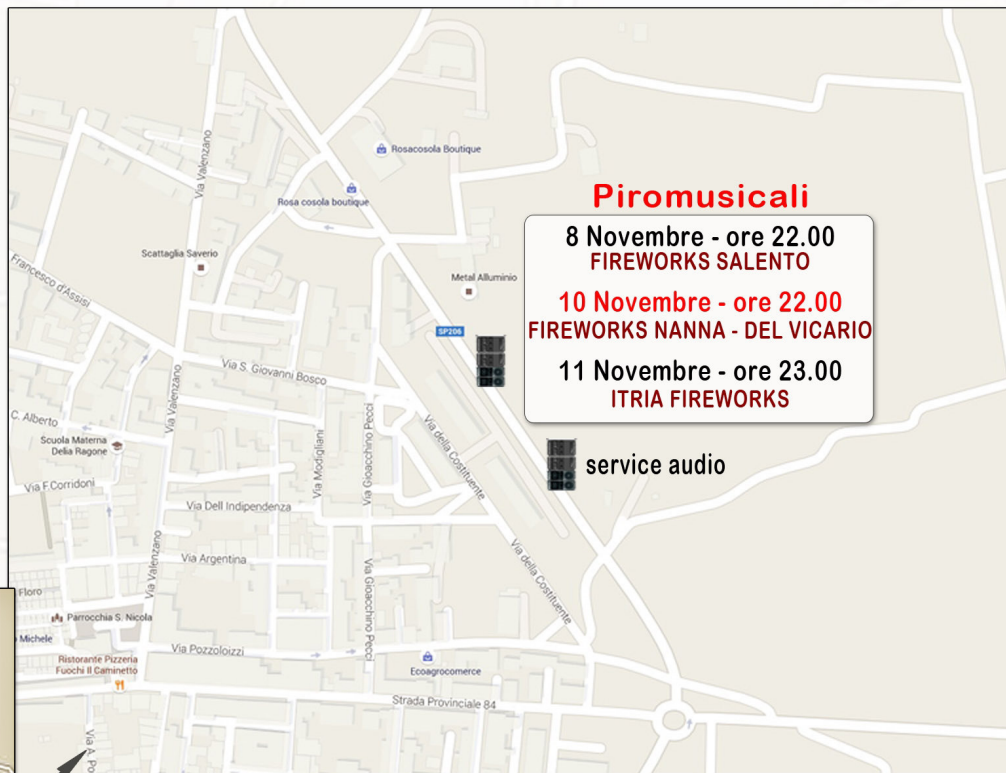 Rosacosola Boutique
Via Valenzano
Rosa cosola boutique
Piromusicali
8 Novembre - ore 22.00
FIREWORKS SALENTO
10 Novembre - ore 22.00
FIREWORKS NANNA - DEL VICARIO
11 Novembre - ore 23.00
ITRIA FIREWORKS
service audio
Scattaglia Saverio
Metal Alluminio
Francesco d'Assisi
SP206
Via S. Giovanni Bosco
Via Valenzano
C. Alberto
Scuola Materna
Delia Ragone
Via Modigliani
Via Gioacchino Pecci
Via della Costituente
Via F.Corridoni
Via Dell Indipendenza
Via Valenzano
Via Argentina
Via Gioacchino Pecci
Via della Costituente
Floro
Parrocchia S. Nicola
Michele
Via Pozzoloizzi
Ristorante Pizzeria
Fuochi Il Caminetto
Ecoagrocomerce
Strada Provinciale 84
Via A. Po